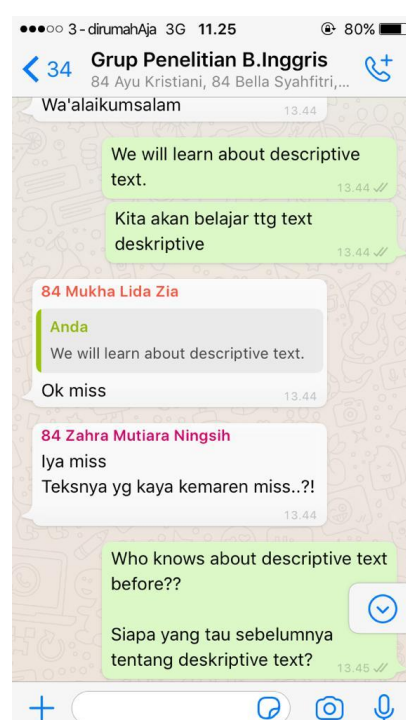 3-dirumahAja 3G 11.25 80%
34 Grup Penelitian B.Inggris
84 Ayu Kristiani, 84 Bella Syahfitri,...
Wa'alaikumsalam
13.44
We will learn about descriptive
text.
13.44
Kita akan belajar ttg text
deskriptive
13.44
84 Mukha Lida Zia
Anda
We will learn about descriptive text.
Ok miss
13.44
84 Zahra Mutiara Ningsih
Iya miss
Teksnya yg kaya kemaren miss..?!
13.44
Who knows about descriptive text
before??
Siapa yang tau sebelumnya
tentang deskriptive text?
13.45